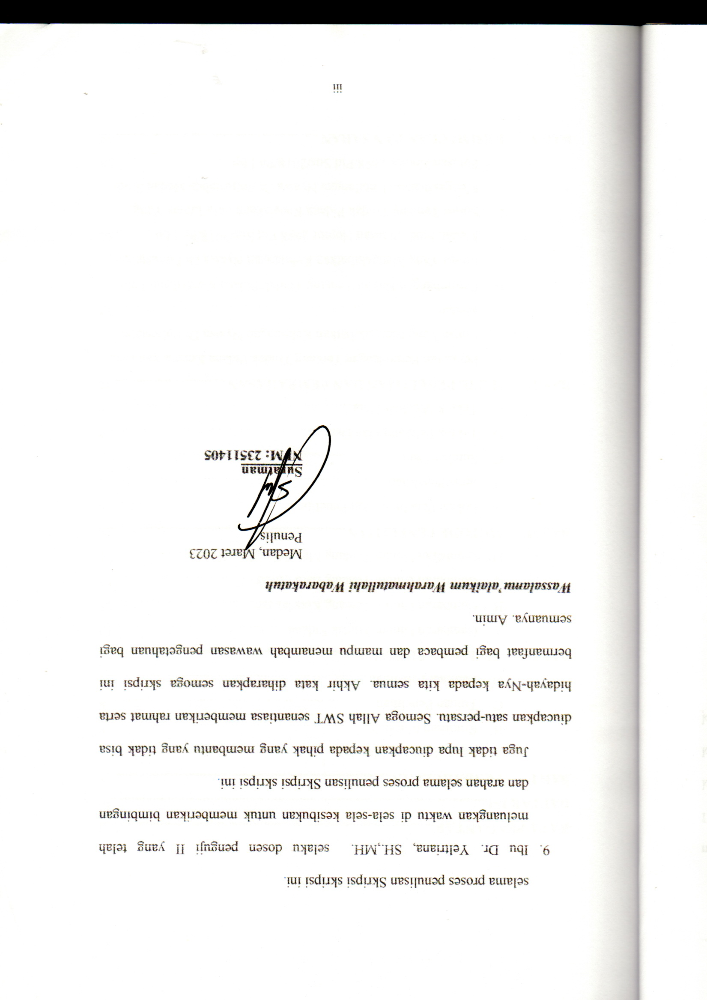 selama proses penulisan Skripsi skripsi ini.
9. Ibu Dr. Yeltriana, SH.,MH. selaku dosen penguji II yang telah
meluangkan waktu di sela-sela kesibukan untuk memberikan bimbingan
dan arahan selama proses penulisan Skripsi skripsi ini.
Juga tidak lupa diucapkan kepada pihak yang membantu yang tidak bisa
diucapkan satu-persatu. Semoga Allah SWT senantiasa memberikan rahmat serta
hidayah-Nya kepada kita semua. Akhir kata diharapkan semoga skripsi ini
bermanfaat bagi pembaca dan mampu menambah wawasan pengetahuan bagi
semuanya. Amin.
Wassalamu'alaikum Warahmatullahi Wabarakatuh
Medan, Maret 2023
Penulis
Suratman
NPM: 23511405
iii